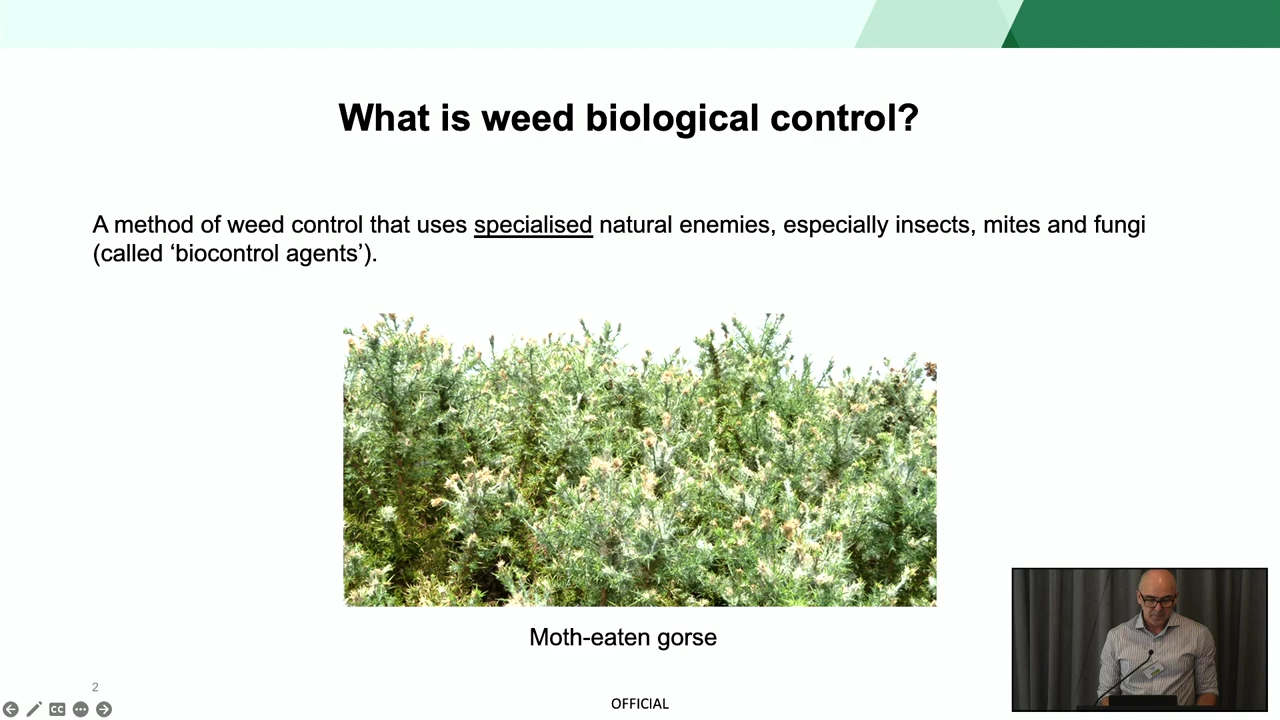 What is weed biological control?
A method of weed control that uses specialised natural enemies, especially insects, mites and fungi
(called ‘biocontrol agents’).
Moth-eaten gorse
2
CC
OFFICIAL